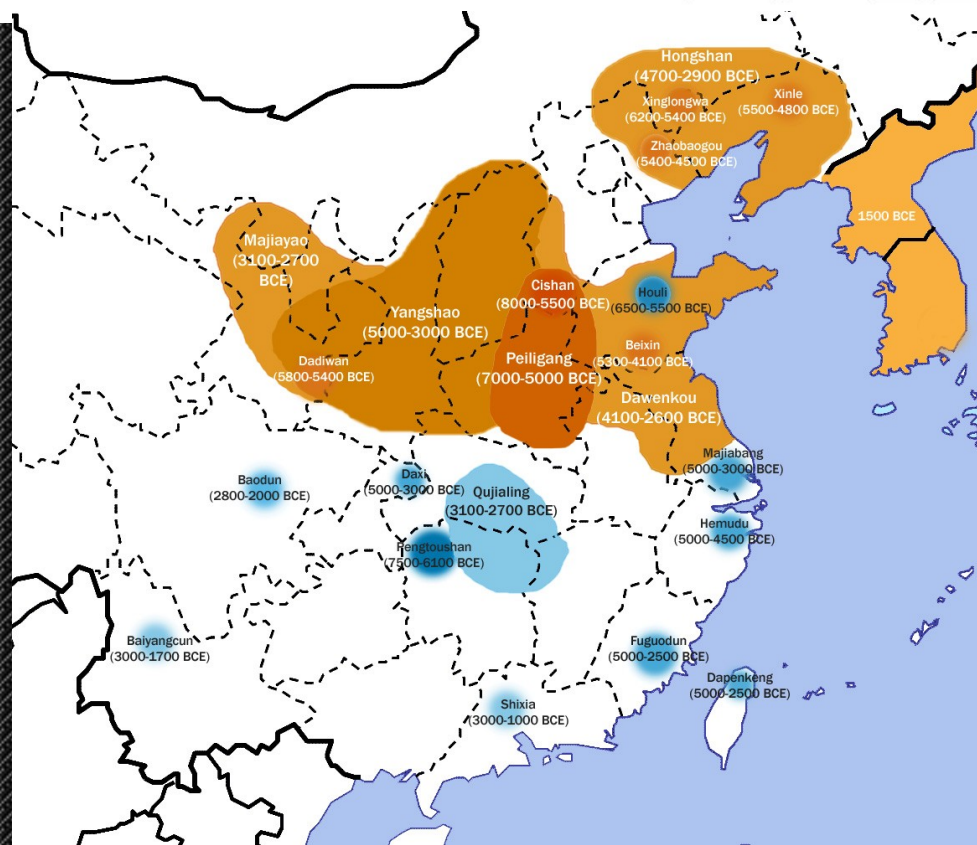 Hongshan
(4700-2900 BCE)
Xinglongwa
(6200-5400 BCE)
Xinle
(5500-4800 BCE)
Zhaobaogou
(5400-4500 BCE)
1500 BCE
Majiayao
(3100-2700
BCE)
Yangshao
(5000-3000 BCE)
Cishan
(8000-5500 BCE)
Houli
(6500-5500 BCE)
Dadiwan
(5800-5400 BCE)
Peiligang
(7000-5000 BCE)
Beixin
(5300-4100 BCE)
Dawenkou
(4100-2600 BCE)
Majiabang
(5000-3000 BCE)
Baodun
(2800-2000 BCE)
Daxi
(5000-3000 BCE)
Qujialing
(3100-2700 BCE)
Hemudu
(5000-4500 BCE)
Pengtoushan
(7500-6100 BCE)
Baiyangcun
(3000-1700 BCE)
Fuguodun
(5000-2500 BCE)
Dapenkeng
(5000-2500 BCE)
Shixia
(3000-1000 BCE)